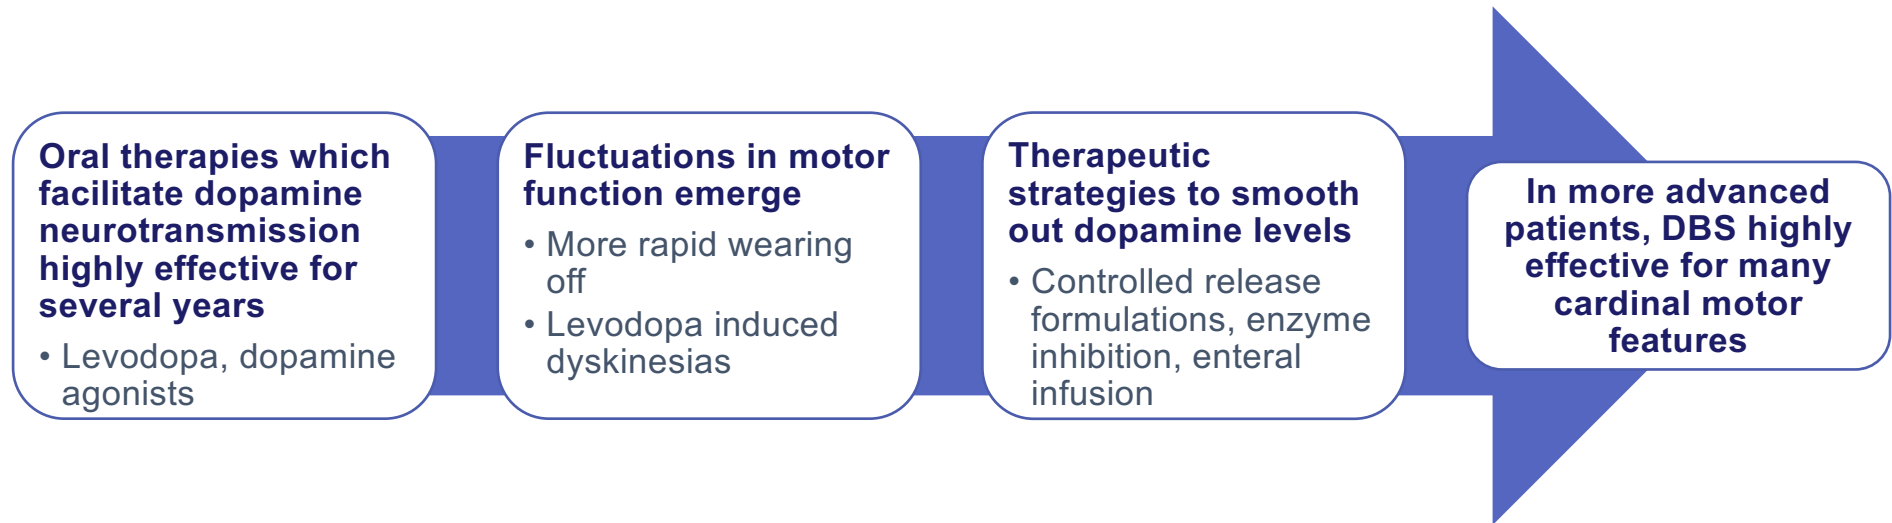 Oral therapies which
facilitate dopamine
neurotransmission
highly effective for
several years
• Levodopa, dopamine
agonists
Fluctuations in motor
function emerge
• More rapid wearing
off
• Levodopa induced
dyskinesias
Therapeutic
strategies to smooth
out dopamine levels
• Controlled release
formulations, enzyme
inhibition, enteral
infusion
In more advanced
patients, DBS highly
effective for many
cardinal motor
features